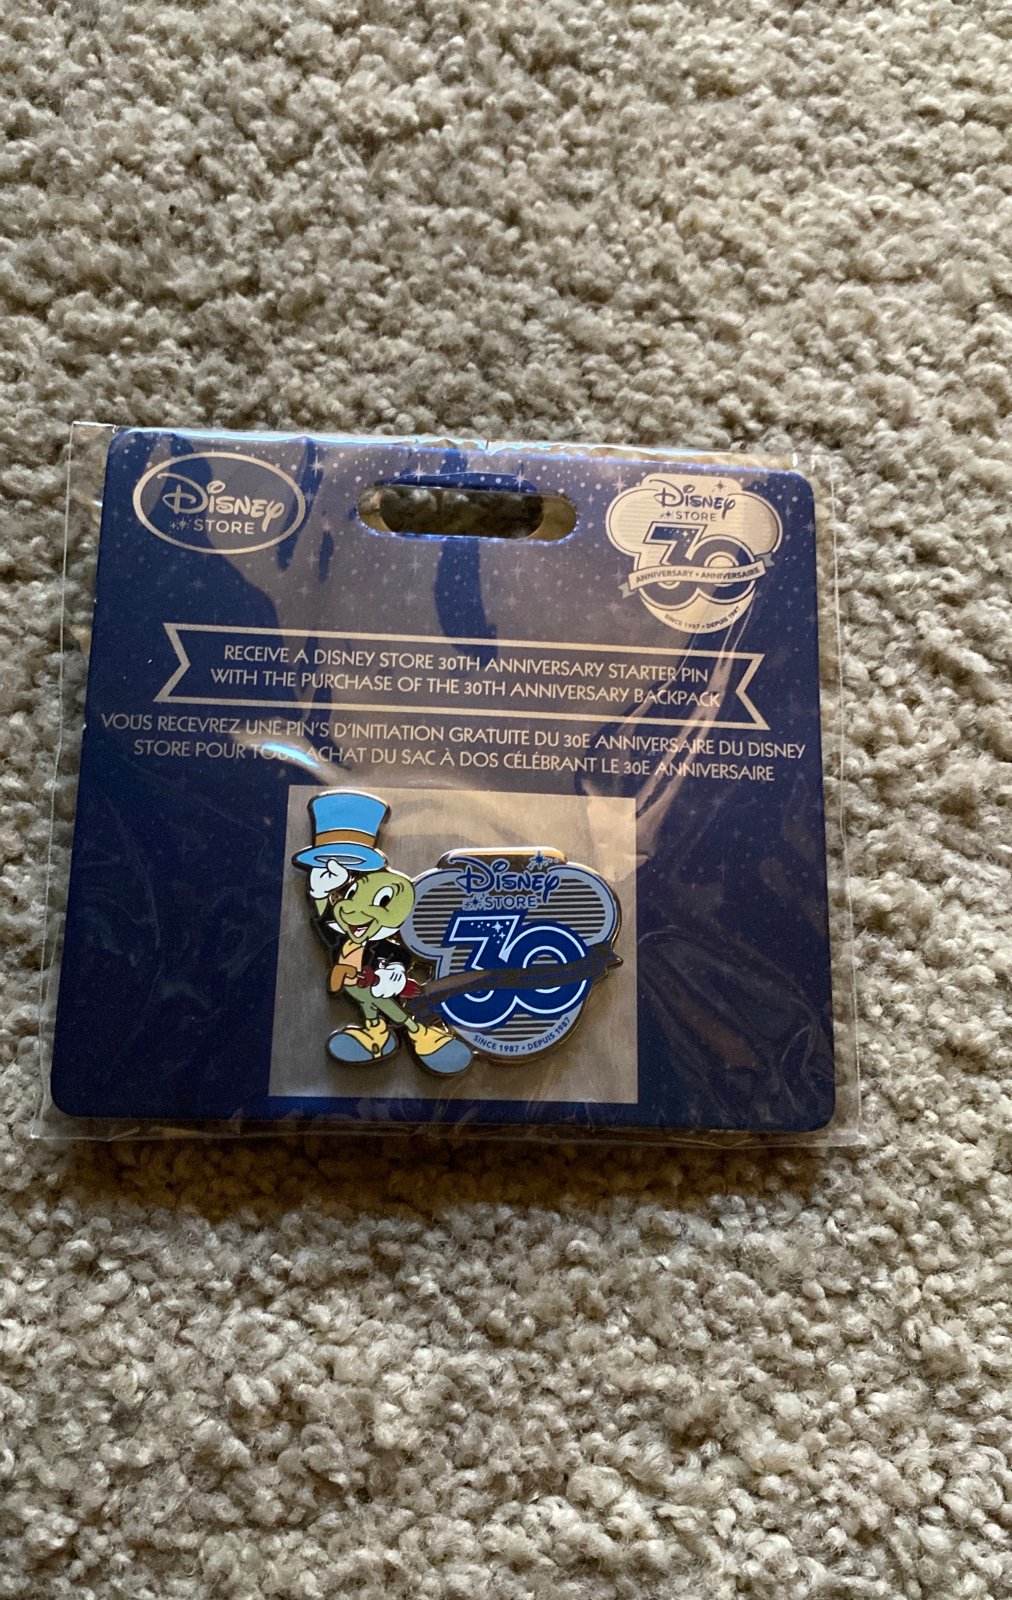 Disney
STORE
Disney
STORE
30
ANNIVERSARY • ANNIVERSAIRE
SINCE 1987 • DEPUIS 1987
RECEIVE A DISNEY STORE 30TH ANNIVERSARY STARTER PIN
WITH THE PURCHASE OF THE 30TH ANNIVERSARY BACKPACK
VOUS RECEVREZ UNE PIN'S D'INITIATION GRATUITE DU 30E ANNIVERSAIRE DU DISNEY
STORE POUR TOUT ACHAT DU SAC À DOS CÉLÉBRANT LE 30E ANNIVERSAIRE
Disney
STORE
30
SINCE 1987 • DEPUIS 1987